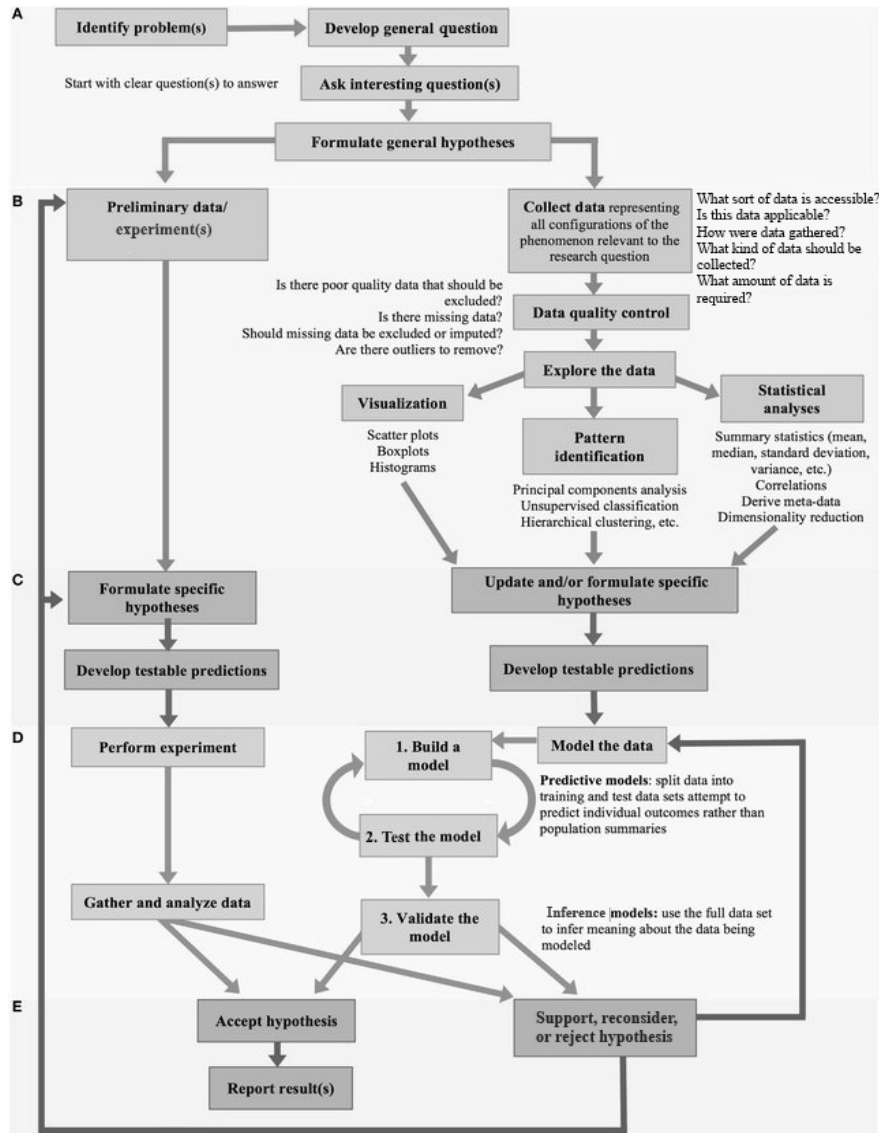 A
Identify problem(s)
Develop general question
Start with clear question(s) to answer
Ask interesting question(s)
Formulate general hypotheses
B
Preliminary data/
experiment(s)
Collect data representing
all configurations of the
phenomenon relevant to the
research question
What sort of data is accessible?
Is this data applicable?
How were data gathered?
What kind of data should be
collected?
What amount of data is
required?
Is there poor quality data that should be
excluded?
Is there missing data?
Should missing data be excluded or imputed?
Are there outliers to remove?
Data quality control
Explore the data
Visualization
Scatter plots
Boxplots
Histograms
Pattern
identification
Principal components analysis
Unsupervised classification
Hierarchical clustering, etc.
Statistical
analyses
Summary statistics (mean,
median, standard deviation,
variance, etc.)
Correlations
Derive meta-data
Dimensionality reduction
C
Formulate specific
hypotheses
Update and/or formulate specific
hypotheses
Develop testable predictions
Develop testable predictions
D
Perform experiment
1. Build a
model
Model the data
Predictive models: split data into
training and test data sets attempt to
predict individual outcomes rather than
population summaries
2. Test the model
Gather and analyze data
3. Validate the
model
Inference models: use the full data set
to infer meaning about the data being
modeled
E
Accept hypothesis
Support, reconsider,
or reject hypothesis
Report result(s)